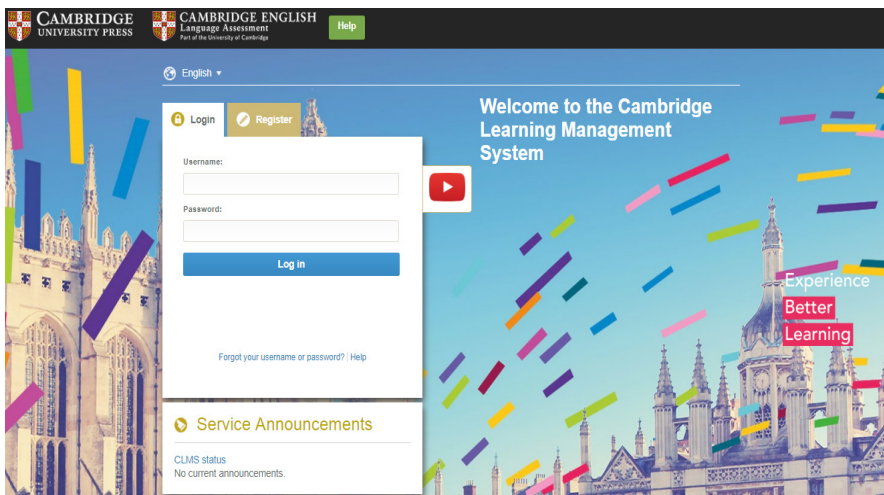 CAMBRIDGE
UNIVERSITY PRESS
CAMBRIDGE ENGLISH
Language Assessment
Part of the University of Cambridge
Help
English
Login
Register
Username:
Password:
Log in
Forgot your username or password? | Help
Service Announcements
CLMS status
No current announcements.
Welcome to the Cambridge
Learning Management
System
Experience
Better
Learning